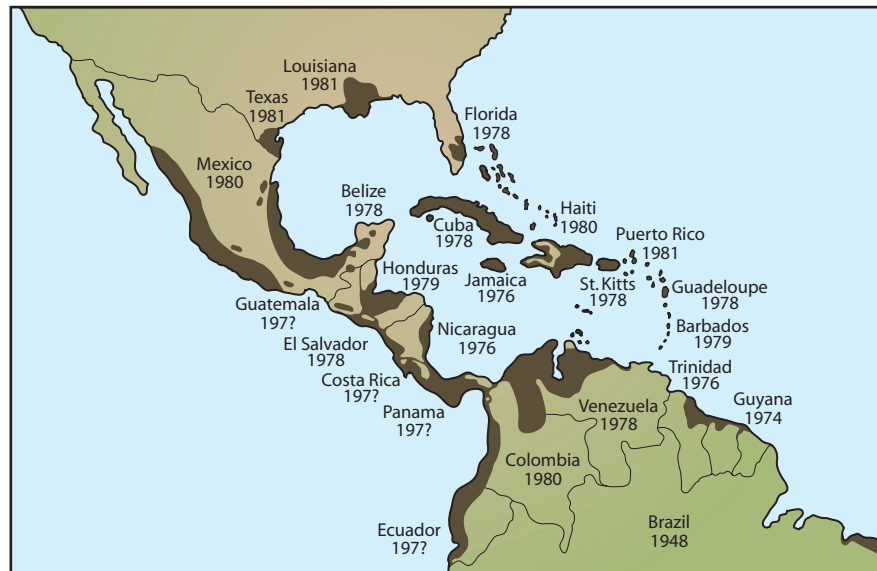 Louisiana
1981
Texas
1981
Florida
1978
Mexico
1980
Belize
1978
Cuba
1978
Haiti
1980
Puerto Rico
1981
Honduras
1979
Jamaica
1976
St. Kitts
1978
Guadeloupe
1978
Guatemala
197?
Nicaragua
1976
Barbados
1979
El Salvador
1978
Trinidad
1976
Costa Rica
197?
Guyana
1974
Panama
197?
Venezuela
1978
Colombia
1980
Ecuador
197?
Brazil
1948